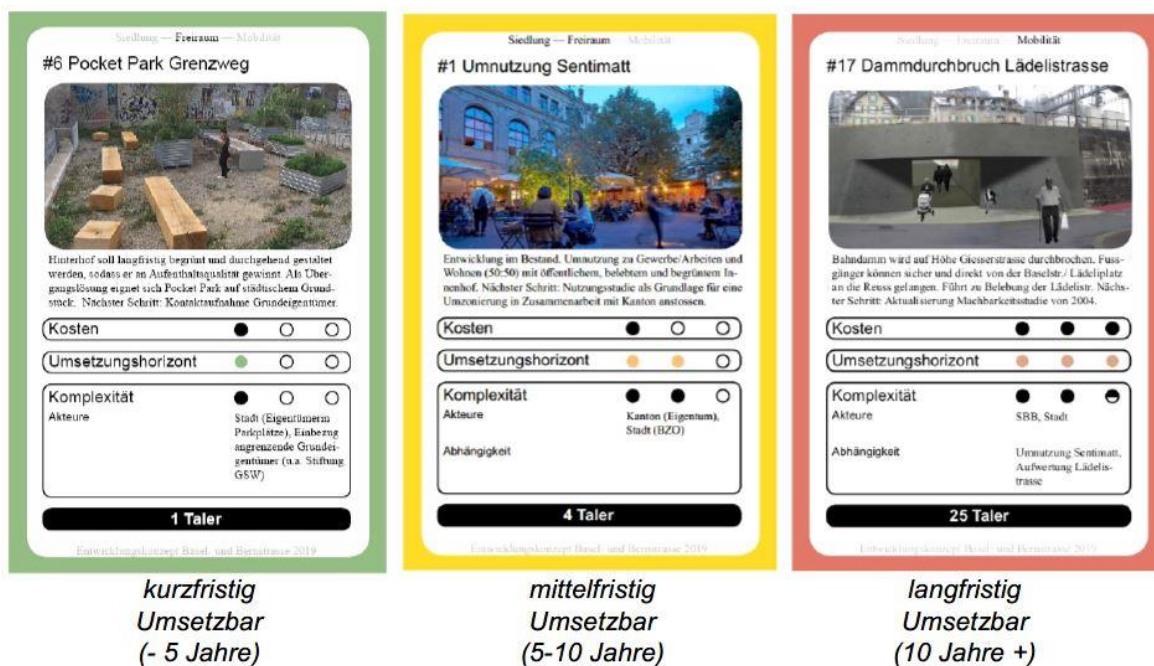 Siedlung — Freiraum — Mobilität
#6 Pocket Park Grenzweg
Hinterhof soll langfristig begrünt und durchgehend gestaltet
werden, sodass er an Aufenthaltsqualität gewinnt. Als Über-
gangslösung eignet sich Pocket Park auf städtischem Grund-
stück. Nächster Schritt: Kontaktaufnahme Grundeigentümer.
Kosten
Umsetzungshorizont
Komplexität
Akteure
Stadt (Eigentümerin
Parkplätze), Einbezug
angrenzende Grundei-
gentümer (u.a. Stiftung
GSW)
1 Taler
Entwicklungskonzept Basel- und Bernstrasse 2019
kurzfristig
Umsetzbar
(- 5 Jahre)
Siedlung — Freiraum — Mobilität
#1 Umnutzung Sentimatt
Entwicklung im Bestand. Umnutzung zu Gewerbe/Arbeiten und
Wohnen (50:50) mit öffentlichem, belebtem und begrüntem In-
nenhof. Nächster Schritt: Nutzungsstudie als Grundlage für eine
Umzonierung in Zusammenarbeit mit Kanton anstossen.
Kosten
Umsetzungshorizont
Komplexität
Akteure
Kanton (Eigentum),
Stadt (BZO)
Abhängigkeit
4 Taler
Entwicklungskonzept Basel- und Bernstrasse 2019
mittelfristig
Umsetzbar
(5-10 Jahre)
Siedlung — Freiraum — Mobilität
#17 Dammdurchbruch Lädelistrasse
Bahndamm wird auf Höhe Giesserstrasse durchbrochen. Fuss-
gänger können sicher und direkt von der Baselstr./ Lädeliplatz
an die Reuss gelangen. Führt zu Belebung der Lädelistr. Nächs-
ter Schritt: Aktualisierung Machbarkeitsstudie von 2004.
Kosten
Umsetzungshorizont
Komplexität
Akteure
SBB, Stadt
Abhängigkeit
Umnutzung Sentimatt,
Aufwertung Lädelis-
trasse
25 Taler
Entwicklungskonzept Basel- und Bernstrasse 2019
langfristig
Umsetzbar
(10 Jahre +)